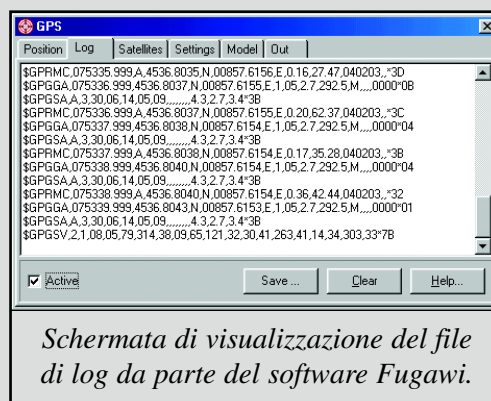 GPS
Position Log Satellites Settings Model Out
$GPRMC,075335.999,A,4536.8035,N,00857.6156,E,0.16,27.47,040203,,*3D
$GPGGA,075336.999,4536.8037,N,00857.6155,E,1,05,2.7,292.5,M,,,,0000*0B
$GPGSA,A,3,30,06,14,05,09,,,,,,,,4.3,2.7,3.4*3B
$GPRMC,075336.999,A,4536.8037,N,00857.6155,E,0.20,62.37,040203,,*3C
$GPGGA,075337.999,4536.8038,N,00857.6154,E,1,05,2.7,292.5,M,,,,0000*04
$GPGSA,A,3,30,06,14,05,09,,,,,,,,4.3,2.7,3.4*3B
$GPRMC,075337.999,A,4536.8038,N,00857.6154,E,0.17,35.28,040203,,*3B
$GPGGA,075338.999,4536.8040,N,00857.6154,E,1,05,2.7,292.5,M,,,,0000*04
$GPGSA,A,3,30,06,14,05,09,,,,,,,,4.3,2.7,3.4*3B
$GPRMC,075338.999,A,4536.8040,N,00857.6154,E,0.36,42.44,040203,,*32
$GPGGA,075339.999,4536.8043,N,00857.6153,E,1,05,2.7,292.5,M,,,,0000*01
$GPGSA,A,3,30,06,14,05,09,,,,,,,,4.3,2.7,3.4*3B
$GPGSV,2,1,08,05,79,314,38,09,65,121,32,30,41,263,41,14,34,303,33*7B
Active Save ... Clear Help...
Schermata di visualizzazione del file
di log da parte del software Fugawi.